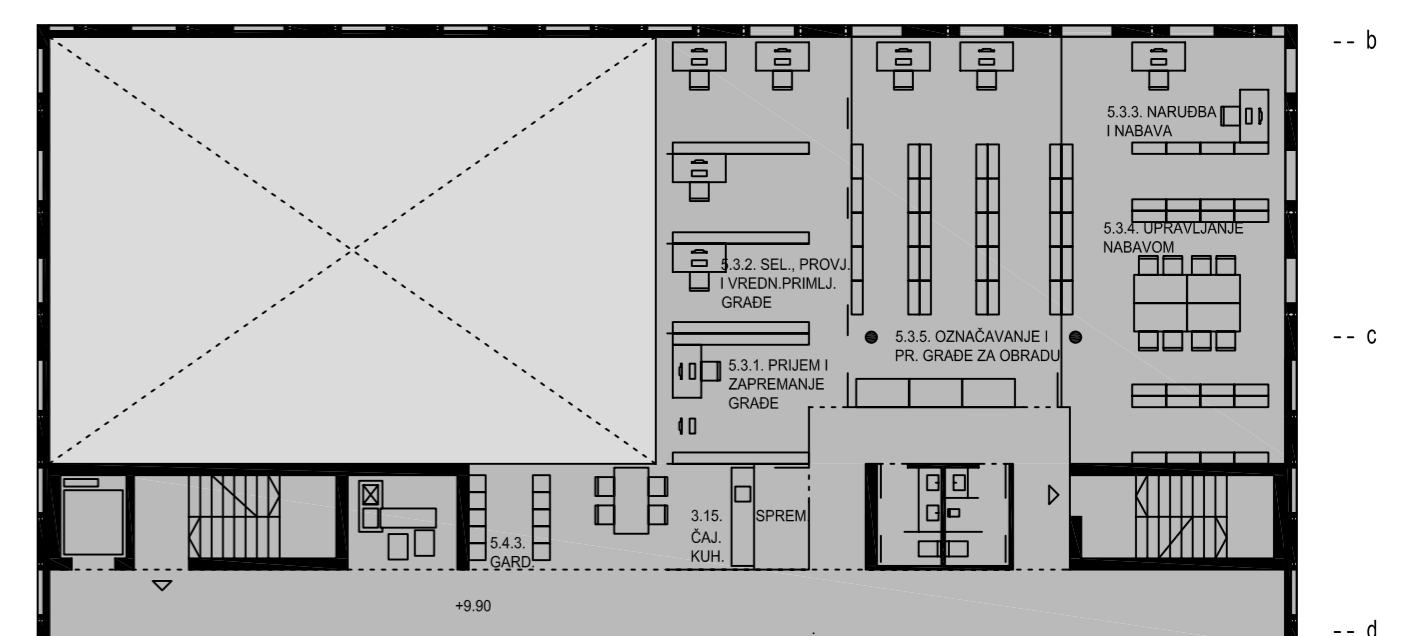 -- b
5.3.3. NARUĐBA
I NABAVA
5.3.4. UPRAVLJANJE
NABAVOM
5.3.2. SEL., PROVJ.
I VREDN.PRIMLJ.
GRAĐE
-- c
5.3.5. OZNAČAVANJE I
PR. GRAĐE ZA OBRADU
5.3.1. PRIJEM I
ZAPREMANJE
GRAĐE
3.15.
ČAJ.
KUH.
SPREM.
5.4.3.
GARD.
+9.90
-- d